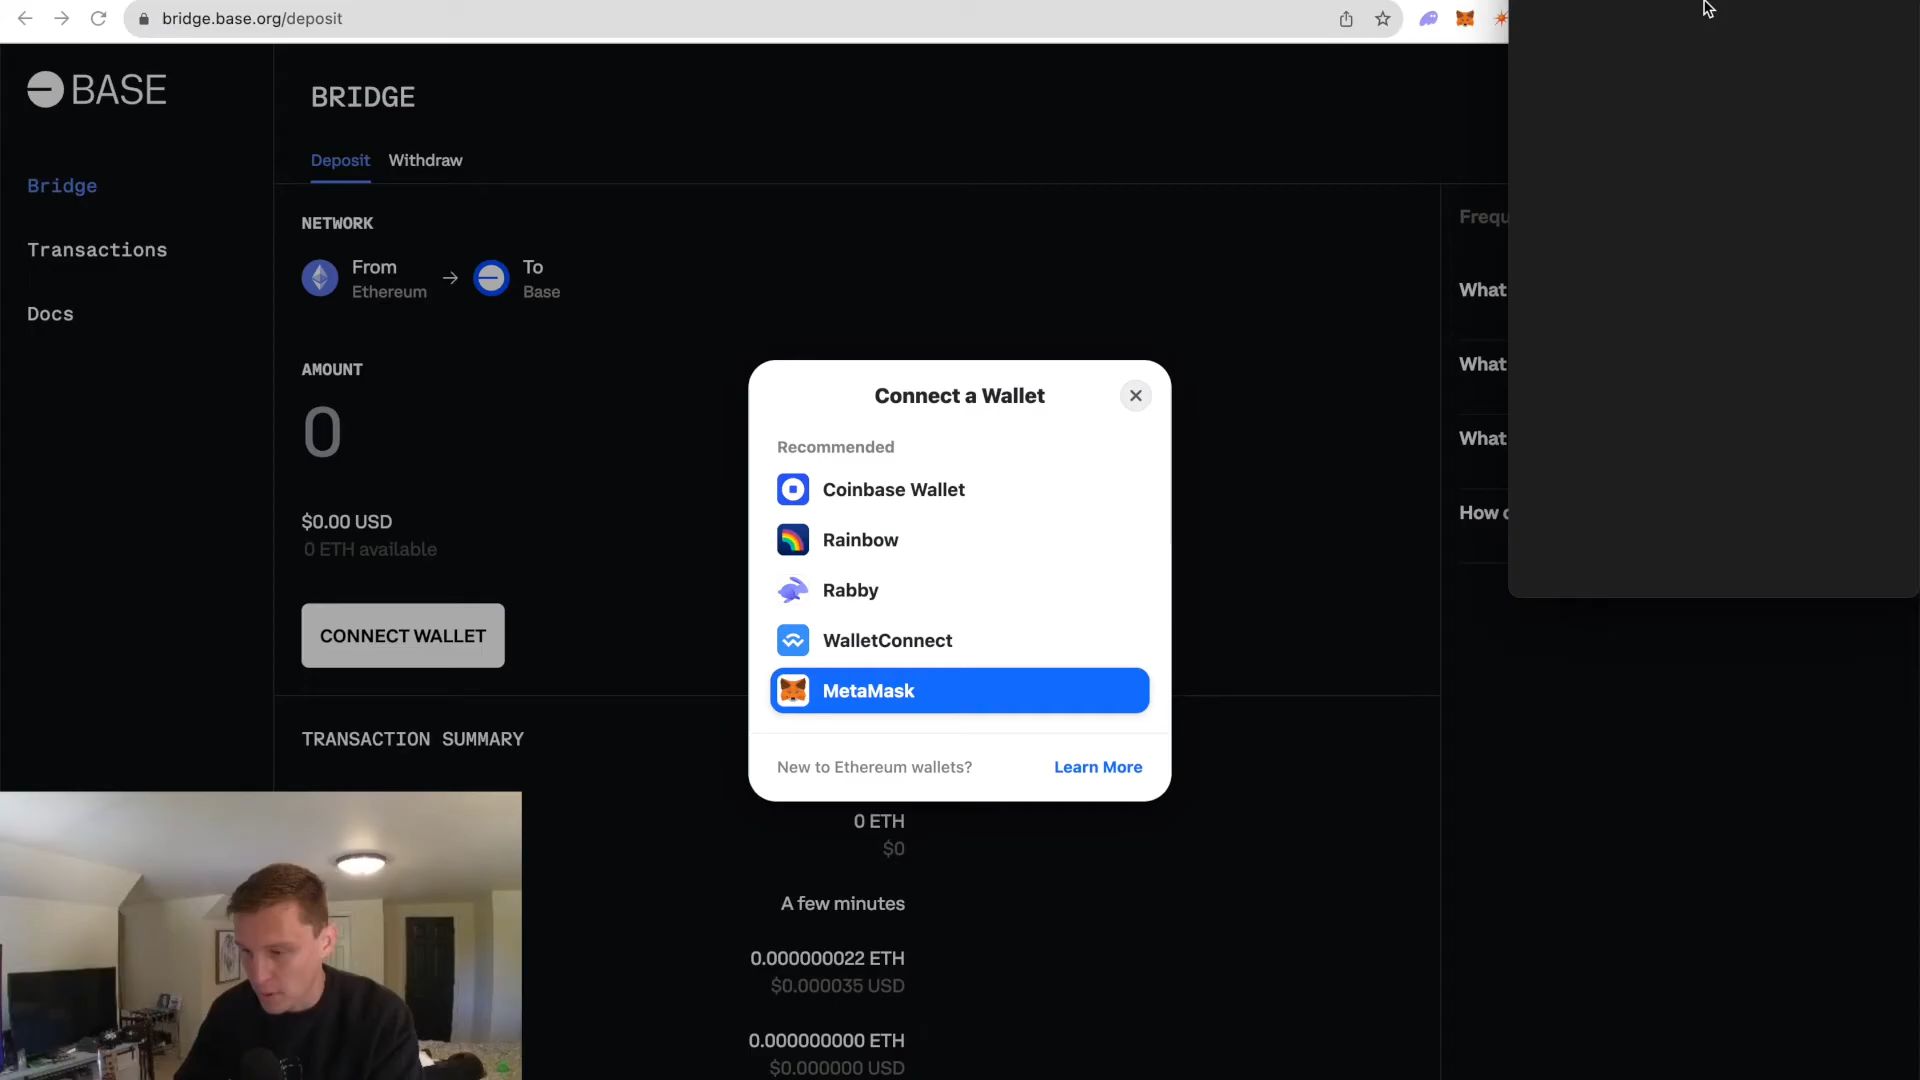 bridge.base.org/deposit
BASE
BRIDGE
Deposit Withdraw
Bridge
Transactions
Docs
NETWORK
From
Ethereum
To
Base
AMOUNT
0
$0.00 USD
0 ETH available
CONNECT WALLET
TRANSACTION SUMMARY
Connect a Wallet
Recommended
Coinbase Wallet
Rainbow
Rabby
WalletConnect
MetaMask
New to Ethereum wallets? Learn More
0 ETH
$0
A few minutes
0.000000022 ETH
$0.000035 USD
0.000000000 ETH
$0.000000 USD
What
What
What
How